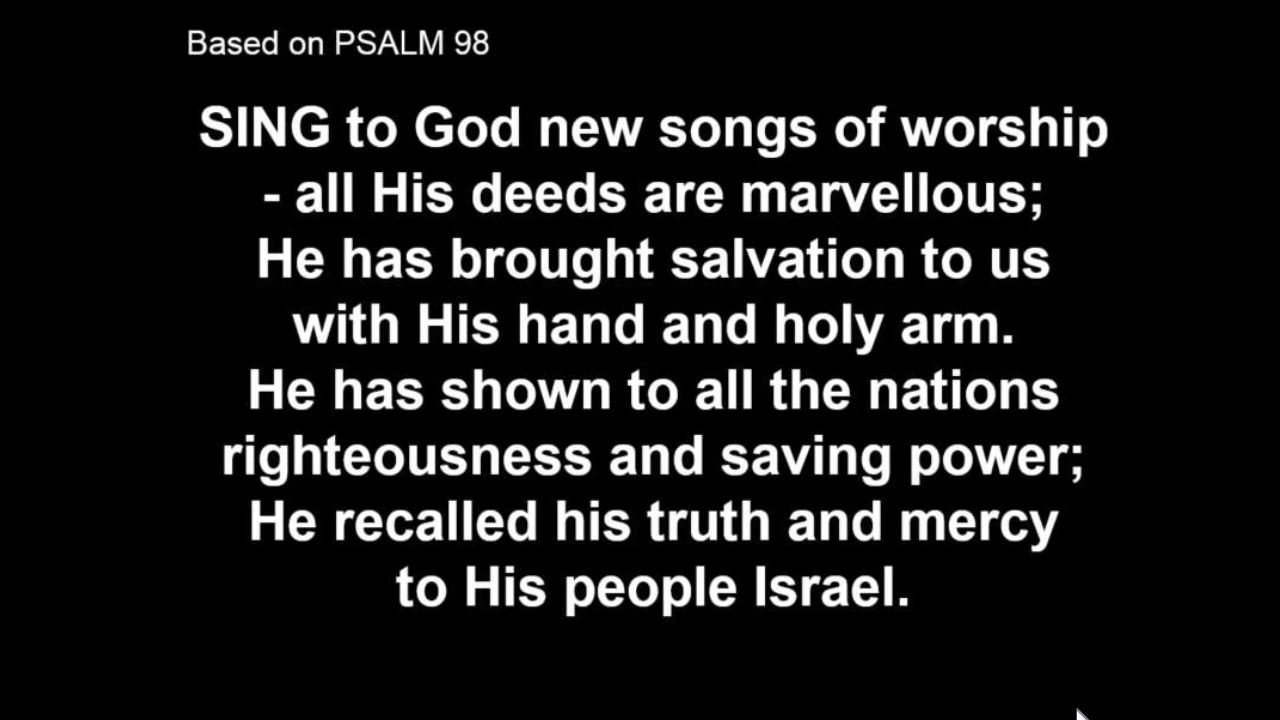 Based on PSALM 98
SING to God new songs of worship
- all His deeds are marvellous;
He has brought salvation to us
with His hand and holy arm.
He has shown to all the nations
righteousness and saving power;
He recalled his truth and mercy
to His people Israel.